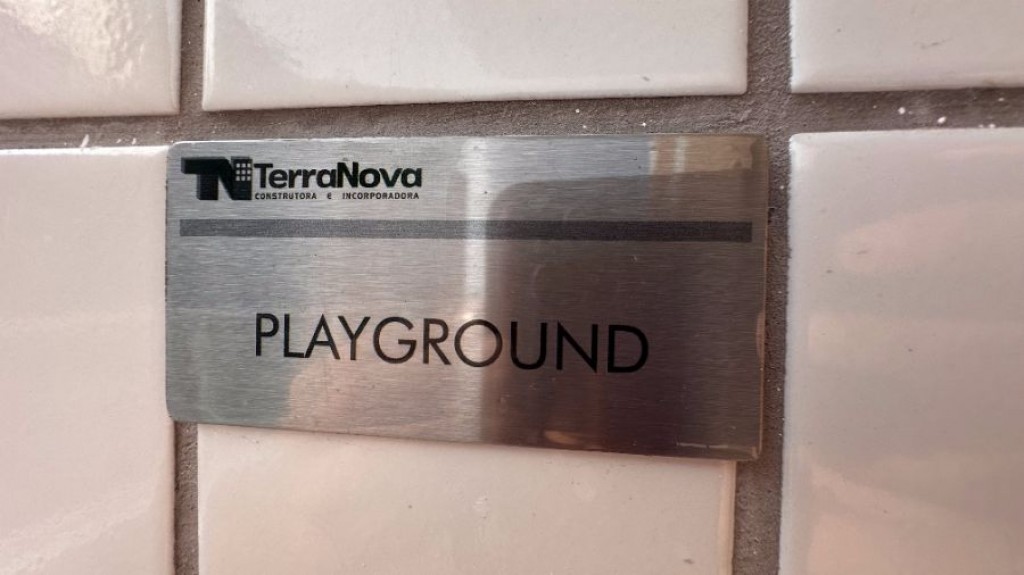 TerraNova
CONSTRUTORA E INCORPORADORA
PLAYGROUND